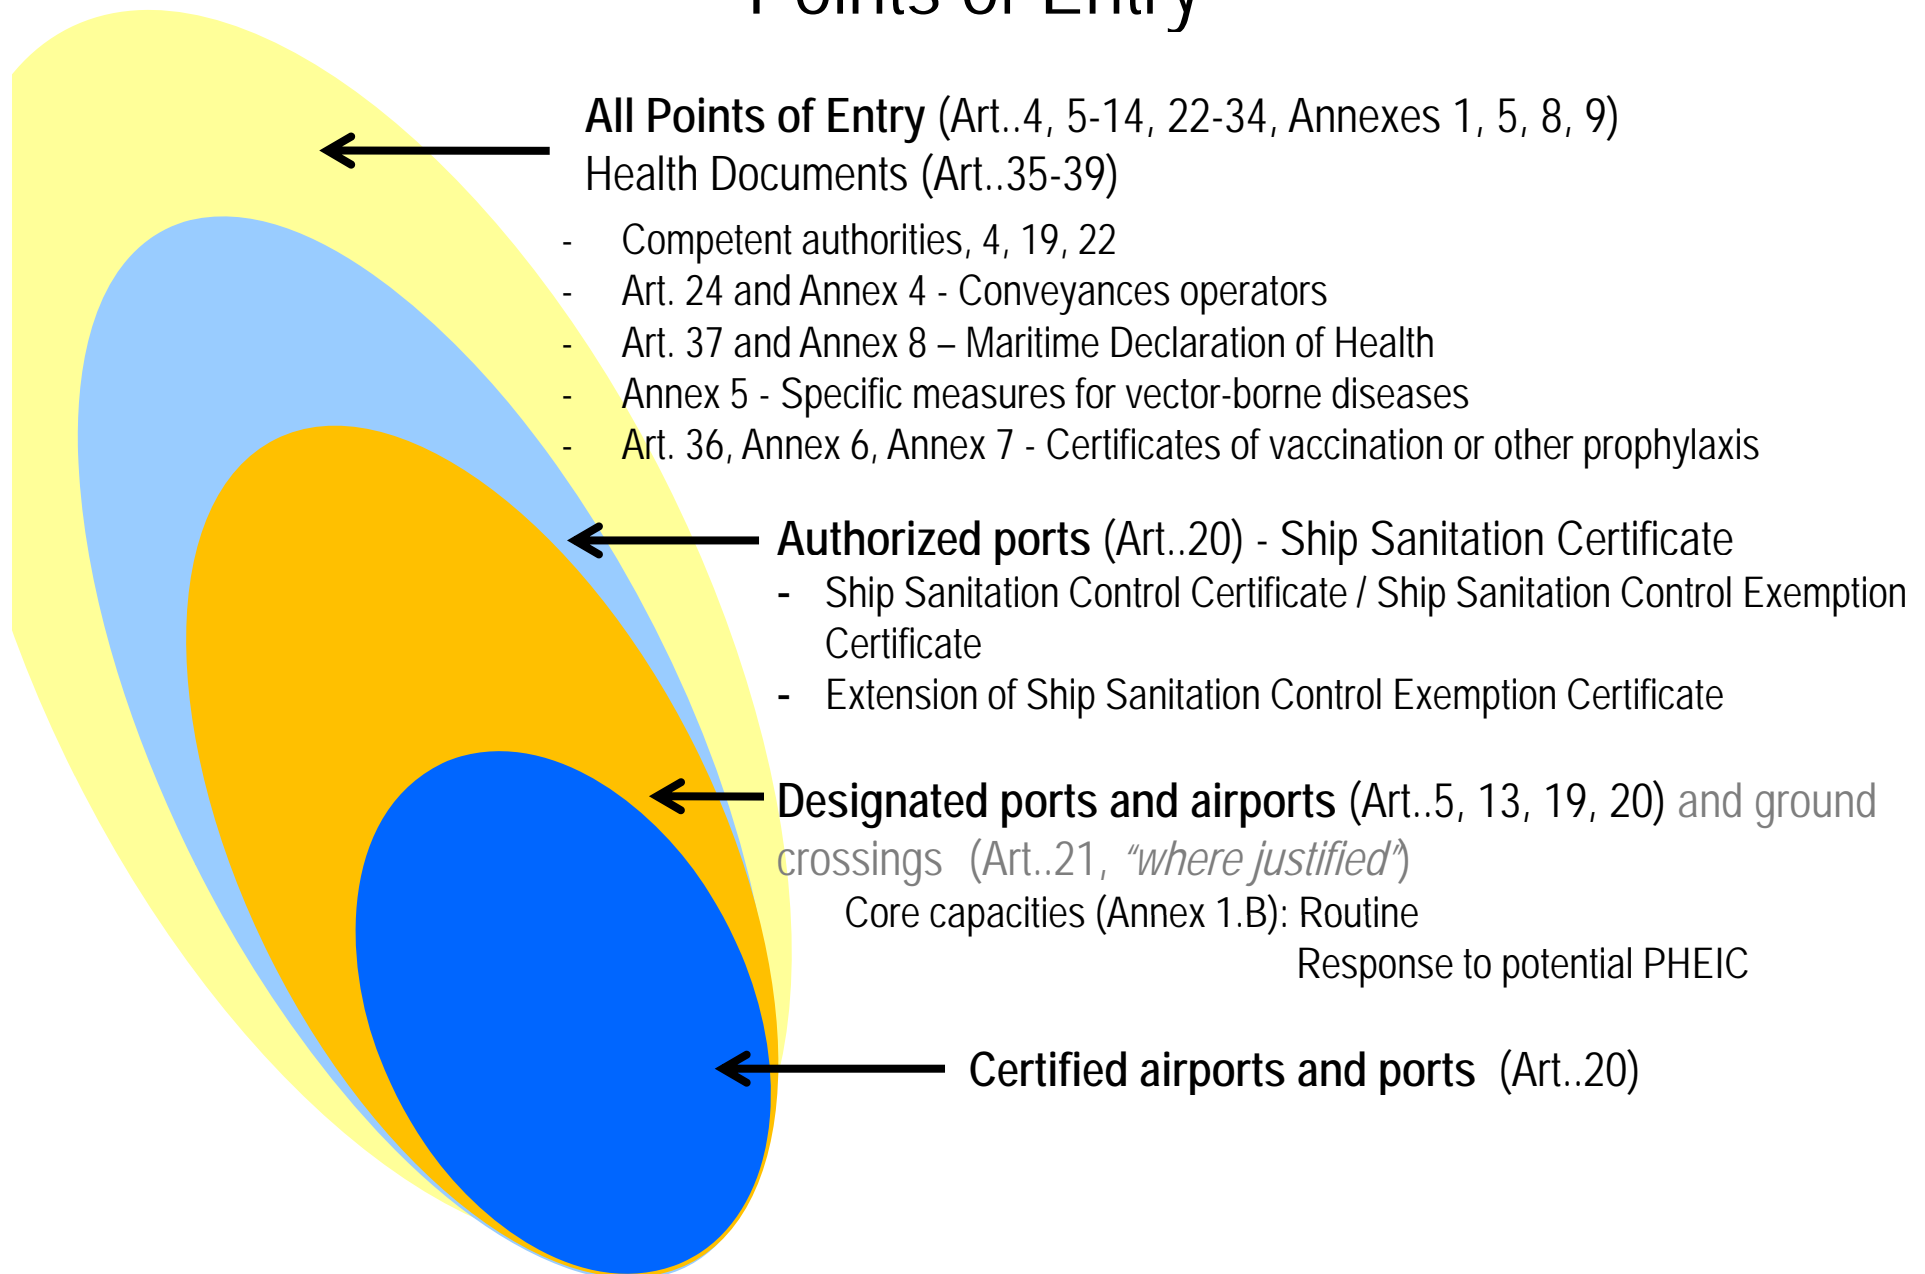 Points of Entry
All Points of Entry (Art..4, 5-14, 22-34, Annexes 1, 5, 8, 9)
Health Documents (Art..35-39)
- Competent authorities, 4, 19, 22
- Art. 24 and Annex 4 - Conveyances operators
- Art. 37 and Annex 8 – Maritime Declaration of Health
- Annex 5 - Specific measures for vector-borne diseases
- Art. 36, Annex 6, Annex 7 - Certificates of vaccination or other prophylaxis
Authorized ports (Art..20) - Ship Sanitation Certificate
- Ship Sanitation Control Certificate / Ship Sanitation Control Exemption
Certificate
- Extension of Ship Sanitation Control Exemption Certificate
Designated ports and airports (Art..5, 13, 19, 20) and ground
crossings (Art..21, “where justified”)
Core capacities (Annex 1.B): Routine
Response to potential PHEIC
Certified airports and ports (Art..20)